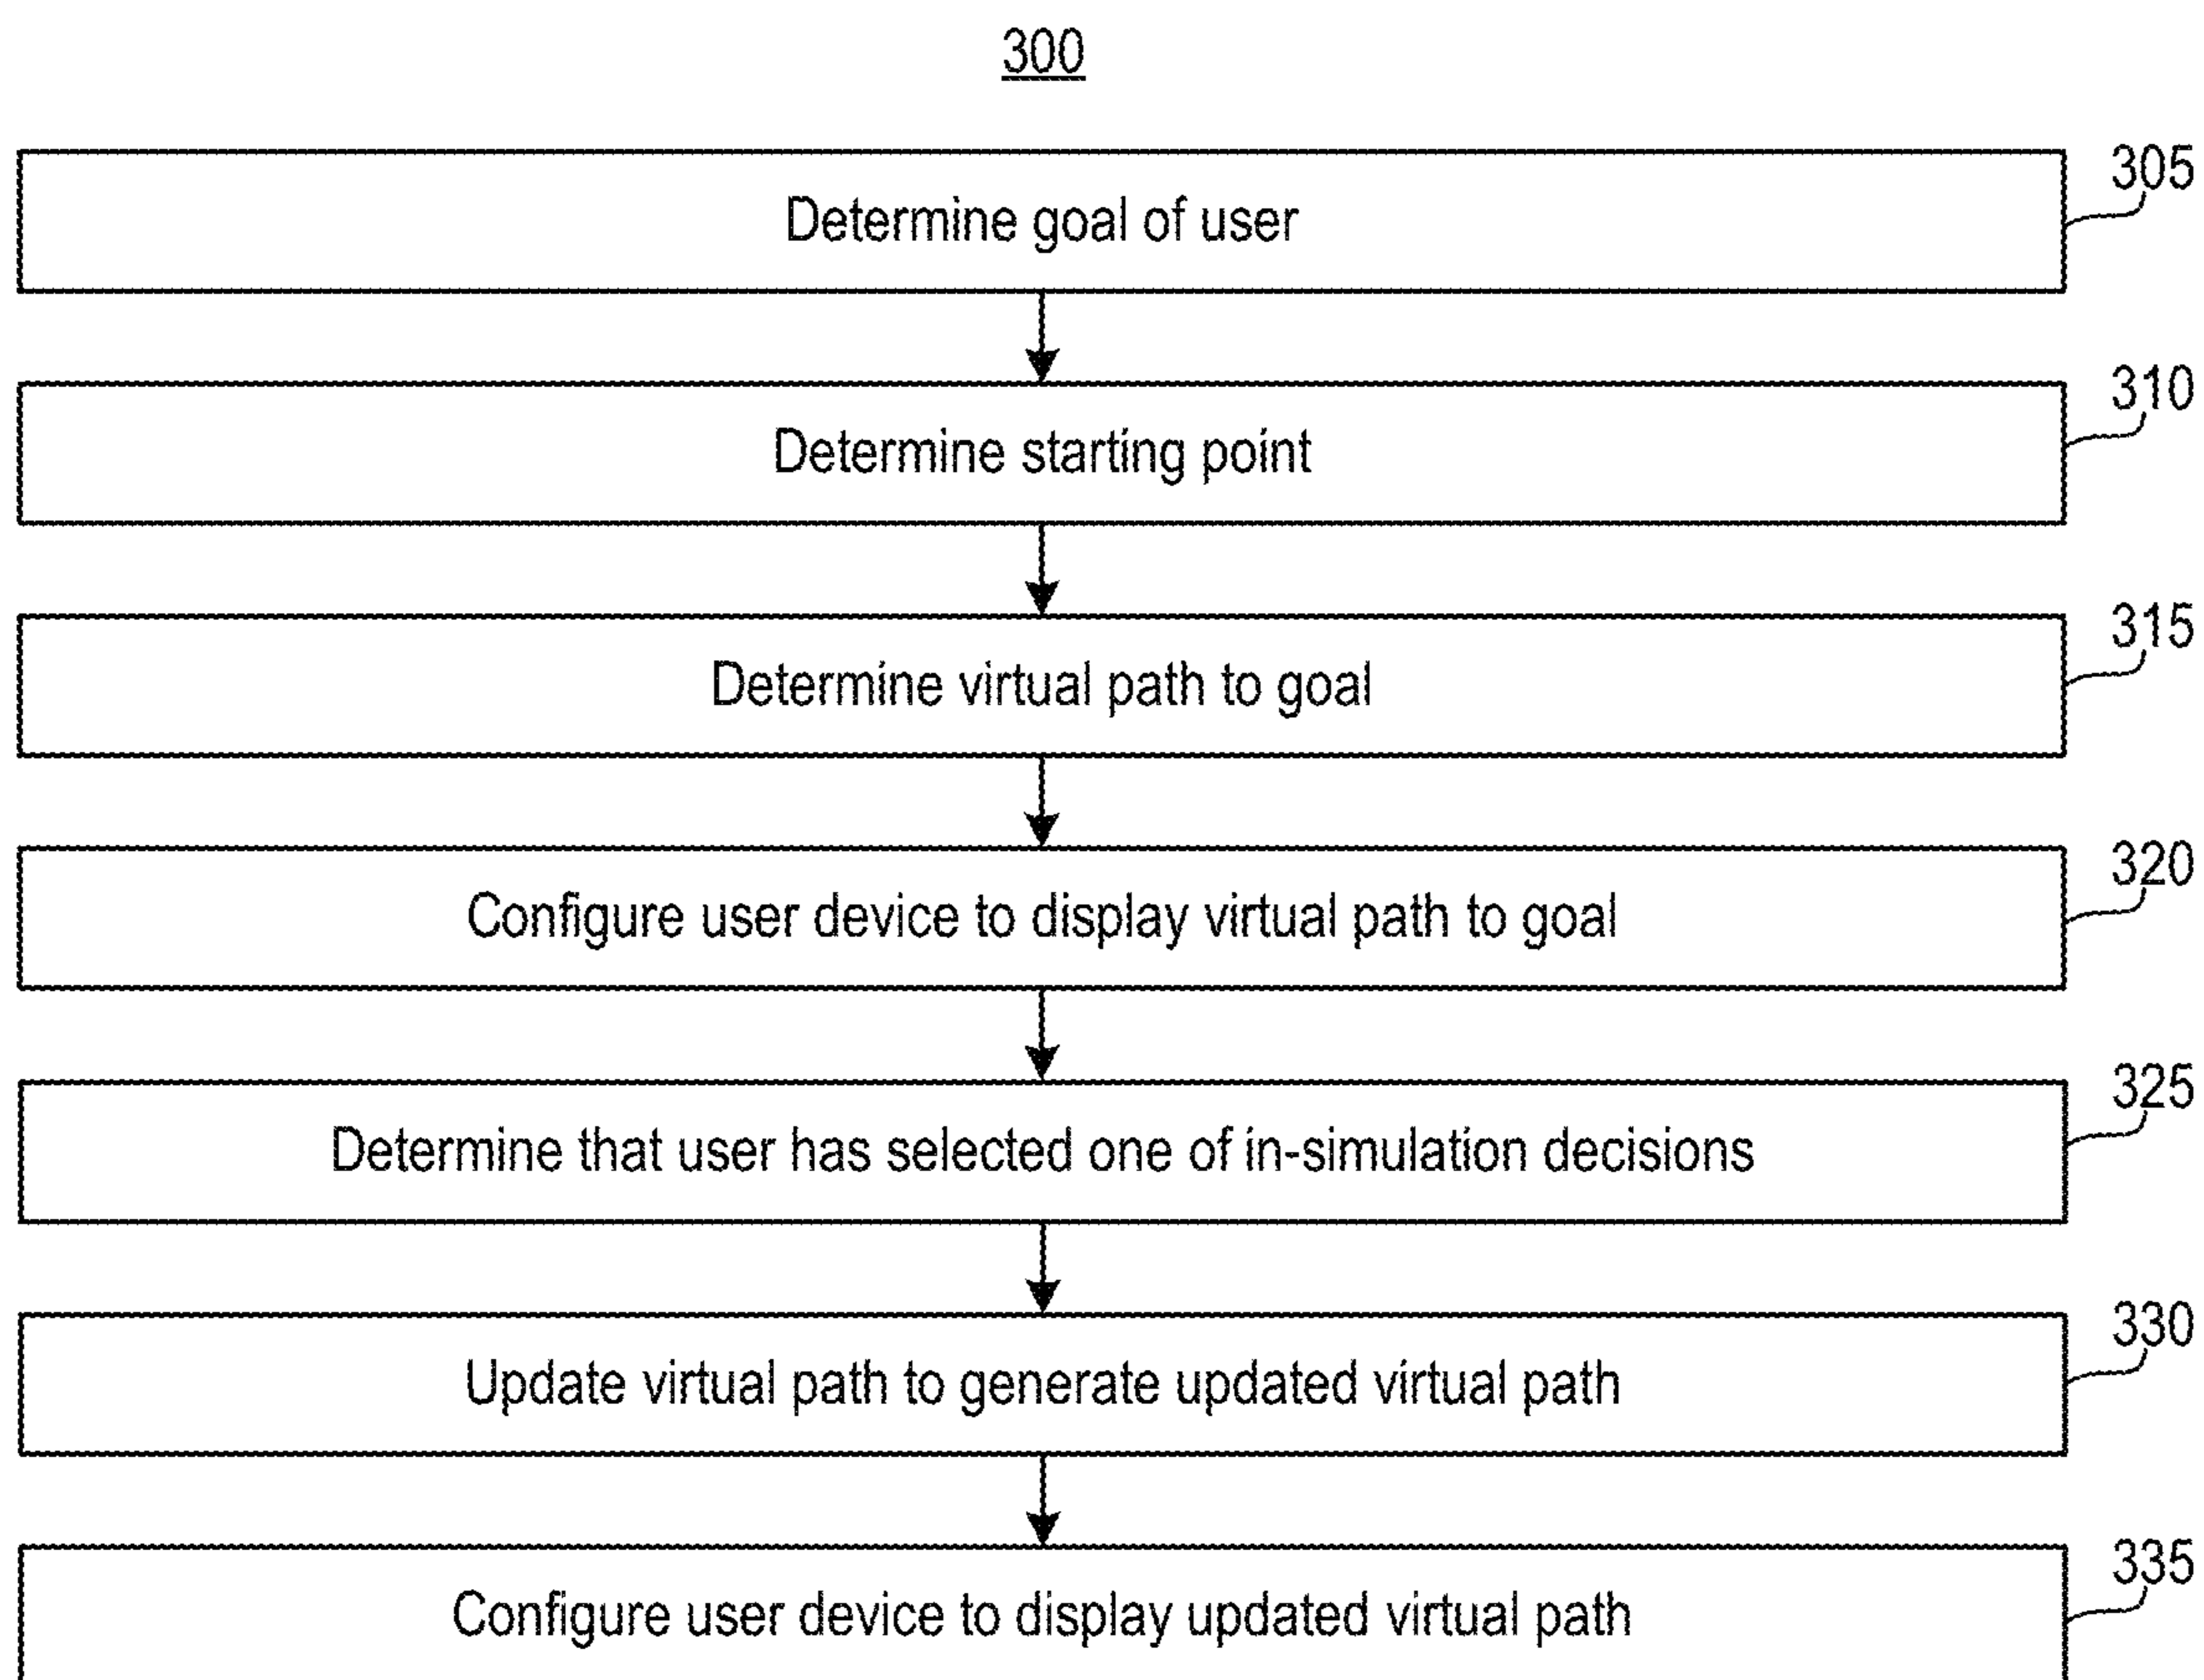 300
305
Determine goal of user
310
Determine starting point
315
Determine virtual path to goal
320
Configure user device to display virtual path to goal
325
Determine that user has selected one of in-simulation decisions
330
Update virtual path to generate updated virtual path
335
Configure user device to display updated virtual path